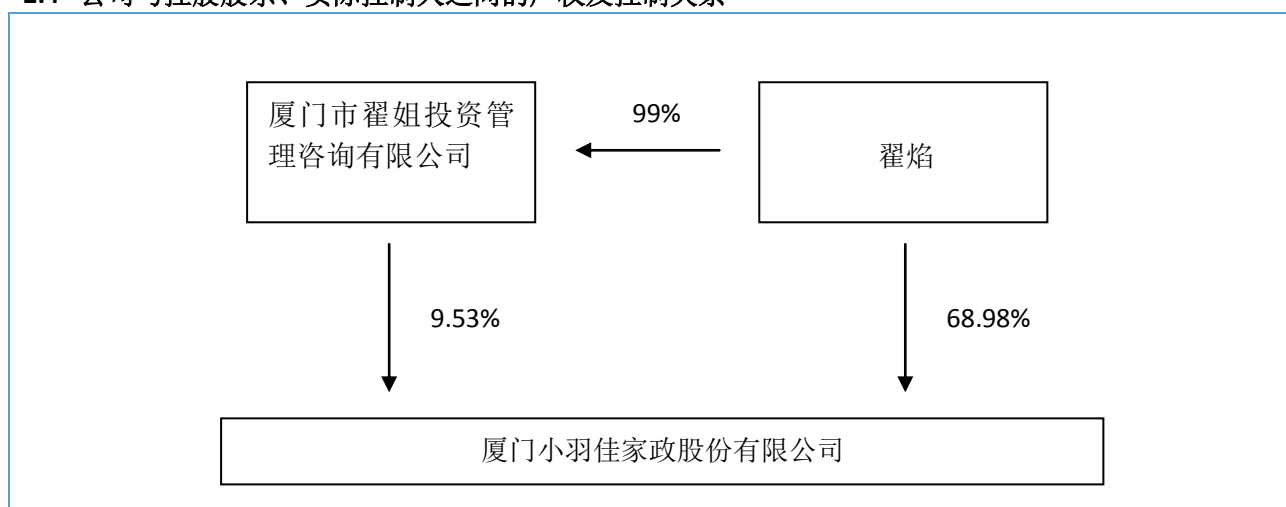 厦门市翟姐投资管
理咨询有限公司
99%
翟焰
9.53%
68.98%
厦门小羽佳家政股份有限公司